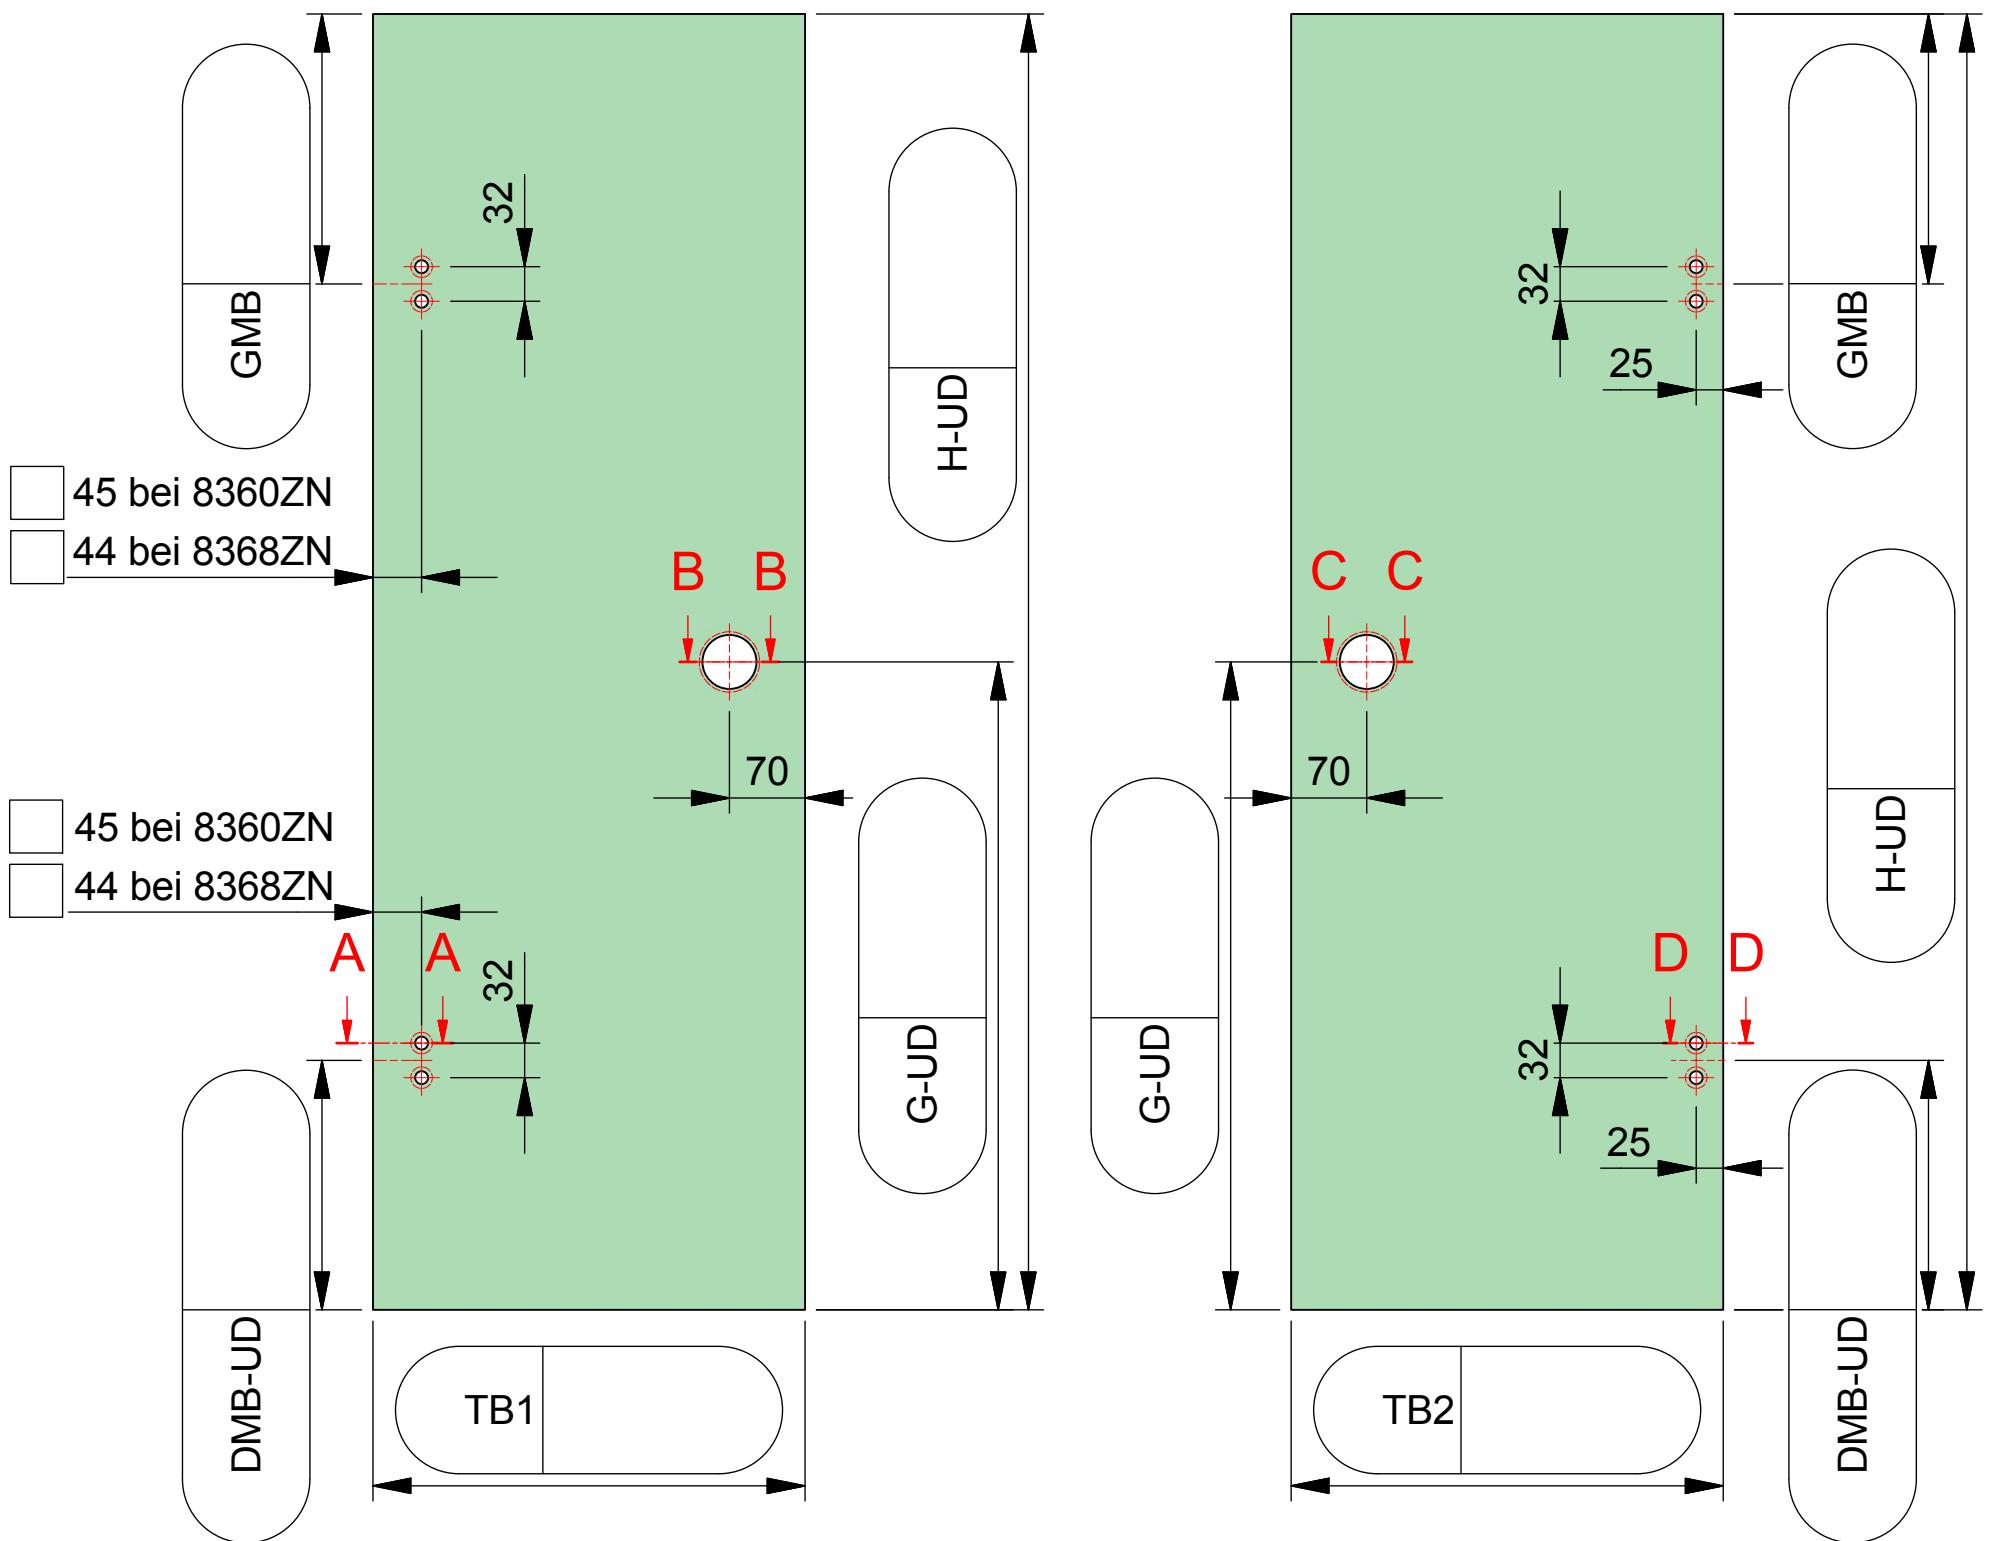 32
GMB
H-UD
45 bei 8360ZN
44 bei 8368ZN
B B
70
45 bei 8360ZN
44 bei 8368ZN
A A
32
G-UD
DMB-UD
TB1
32
25
GMB
C C
70
H-UD
D D
32
G-UD
25
DMB-UD
TB2